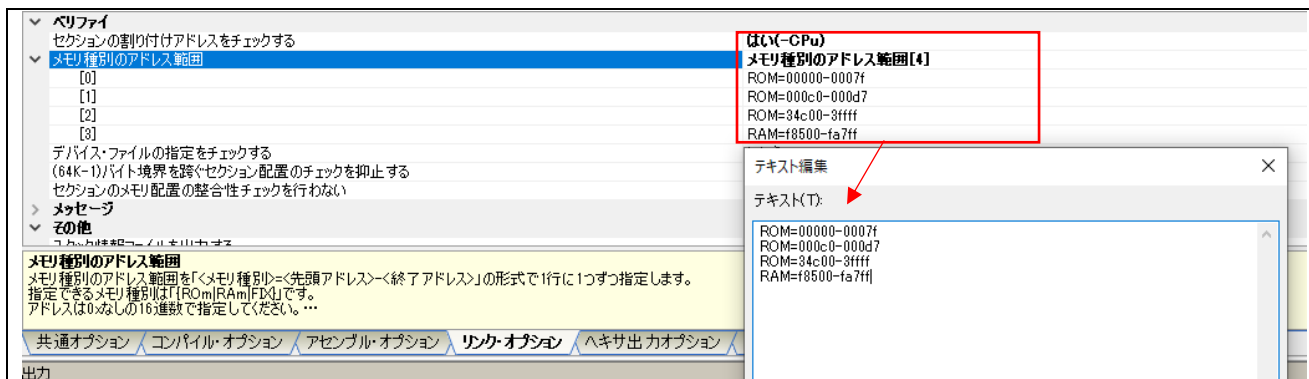 ベリファイ
セクションの割り付けアドレスをチェックする はい(-CPu)
メモリ種別のアドレス範囲 メモリ種別のアドレス範囲[4]
[0] ROM=00000-0007f
[1] ROM=000c0-000d7
[2] ROM=34c00-3ffff
[3] RAM=f8500-fa7ff
デバイス・ファイルの指定をチェックする
(64K-1)バイト境界を跨ぐセクション配置のチェックを抑止する
セクションのメモリ配置の整合性チェックを行わない
メッセージ
その他
メモリ種別のアドレス範囲
メモリ種別のアドレス範囲を「<メモリ種別>=<先頭アドレス>-<終了アドレス>」の形式で1行に1つずつ指定します。
指定できるメモリ種別は「{ROm|RAm|FIX}」です。
アドレスは0xなしの16進数で指定してください。…
共通オプション コンパイル・オプション アセンブル・オプション リンク・オプション ヘキサ出力オプション
出力
テキスト編集
テキスト(T):
ROM=00000-0007f
ROM=000c0-000d7
ROM=34c00-3ffff
RAM=f8500-fa7ff